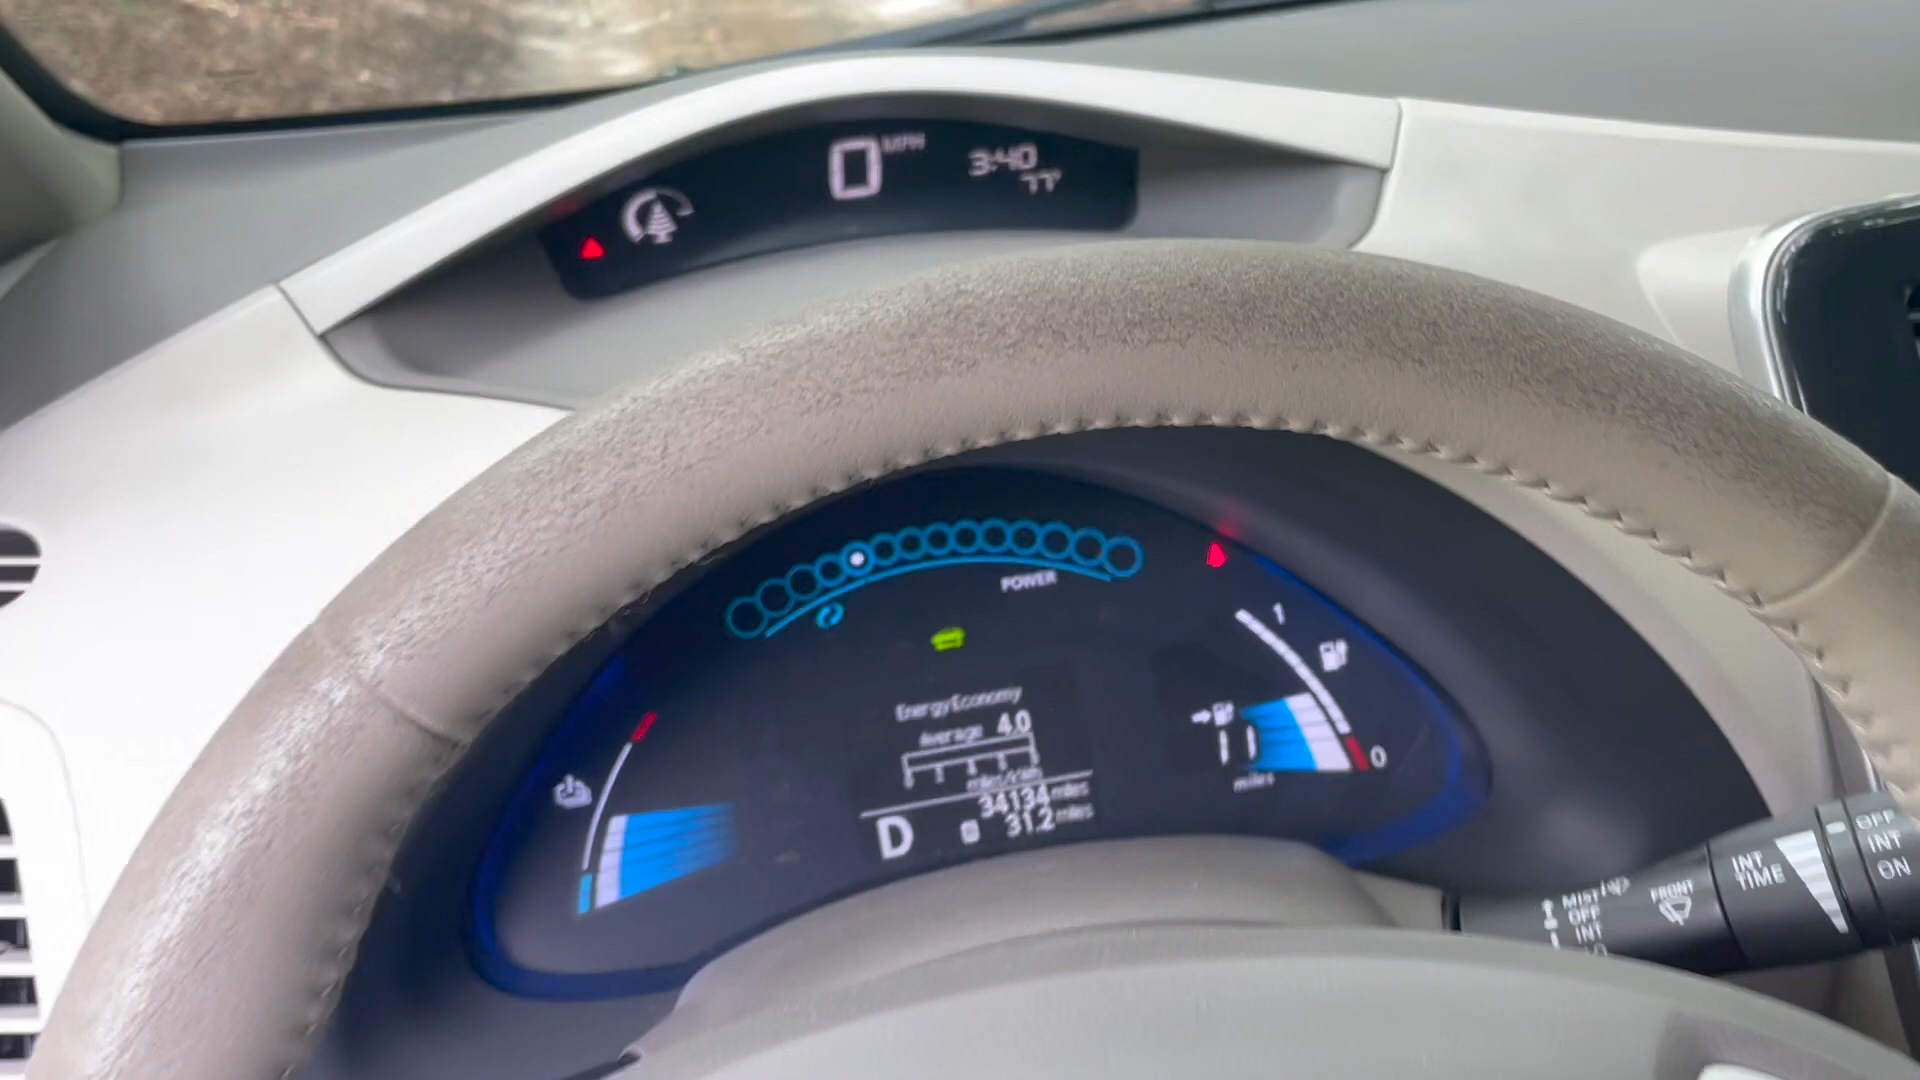 0 MPH
3:40
77°
POWER
Energy Economy
Average 4.0
miles/kWh
34134 miles
D 31.2 miles
1
0
miles
OFF
INT
ON
INT
TIME
FRONT
MIST
OFF
INT